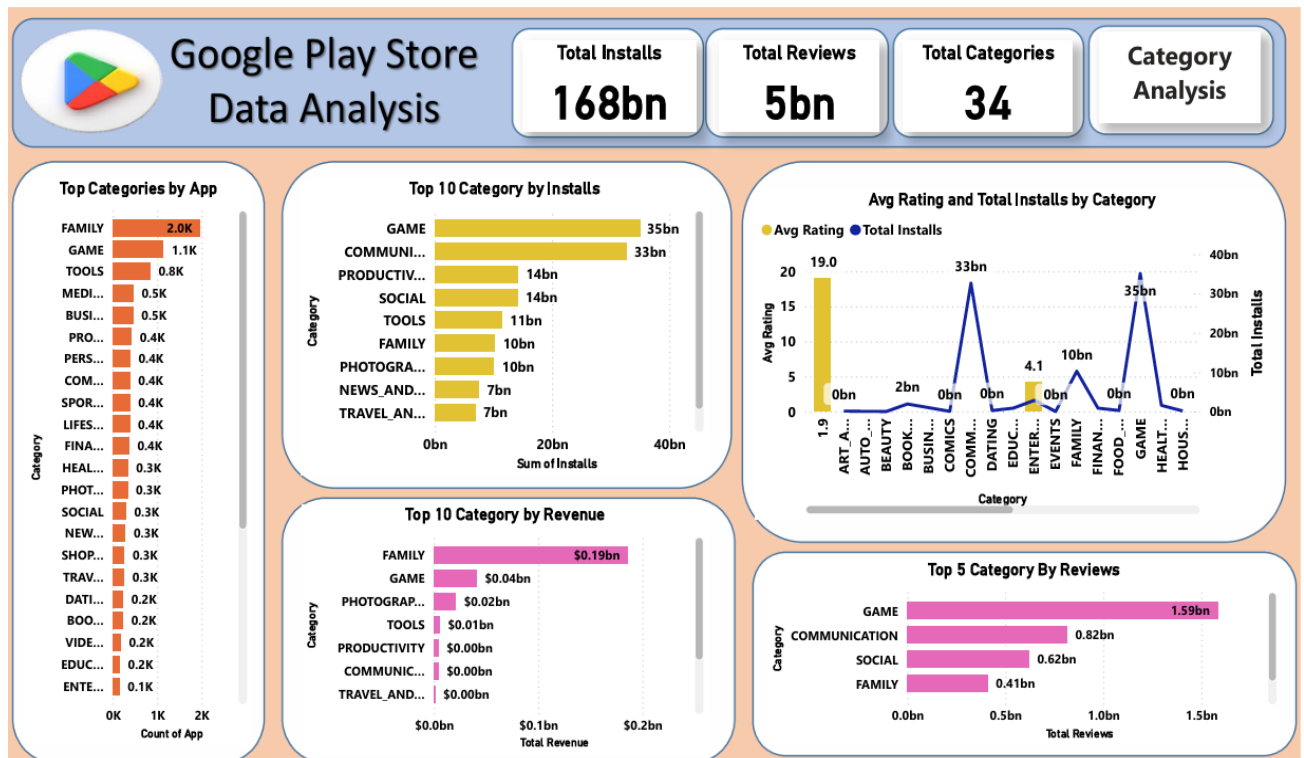 Google Play Store
Data Analysis
Total Installs
168bn
Total Reviews
5bn
Total Categories
34
Category
Analysis
Top Categories by App
Category
FAMILY 2.0K
GAME 1.1K
TOOLS 0.8K
MEDI... 0.5K
BUSI... 0.5K
PRO... 0.4K
PERS... 0.4K
COM... 0.4K
SPOR... 0.4K
LIFES... 0.4K
FINA... 0.4K
HEAL... 0.3K
PHOT... 0.3K
SOCIAL 0.3K
NEW... 0.3K
SHOP... 0.3K
TRAV... 0.3K
DATI... 0.2K
BOO... 0.2K
VIDE... 0.2K
EDUC... 0.2K
ENTE... 0.1K
0K 1K 2K
Count of App
Top 10 Category by Installs
Category
GAME 35bn
COMMUNI... 33bn
PRODUCTIV... 14bn
SOCIAL 14bn
TOOLS 11bn
FAMILY 10bn
PHOTOGRA... 10bn
NEWS_AND... 7bn
TRAVEL_AN... 7bn
0bn 20bn 40bn
Sum of Installs
Top 10 Category by Revenue
Category
FAMILY $0.19bn
GAME $0.04bn
PHOTOGRAP... $0.02bn
TOOLS $0.01bn
PRODUCTIVITY $0.00bn
COMMUNIC... $0.00bn
TRAVEL_AND... $0.00bn
$0.0bn $0.1bn $0.2bn
Total Revenue
Avg Rating and Total Installs by Category
Avg Rating Total Installs
Avg Rating
20
15
10
5
0
19.0
0bn
2bn
0bn
33bn
0bn
4.1
0bn
10bn
0bn
35bn
0bn
40bn
30bn
20bn
10bn
0bn
Total Installs
1.9
ART_A...
AUTO_...
BEAUTY
BOOK...
BUSIN...
COMICS
COMM...
DATING
EDUC...
ENTER...
EVENTS
FAMILY
FINAN...
FOOD_...
GAME
HEALT...
HOUS...
Category
Top 5 Category By Reviews
Category
GAME 1.59bn
COMMUNICATION 0.82bn
SOCIAL 0.62bn
FAMILY 0.41bn
0.0bn 0.5bn 1.0bn 1.5bn
Total Reviews